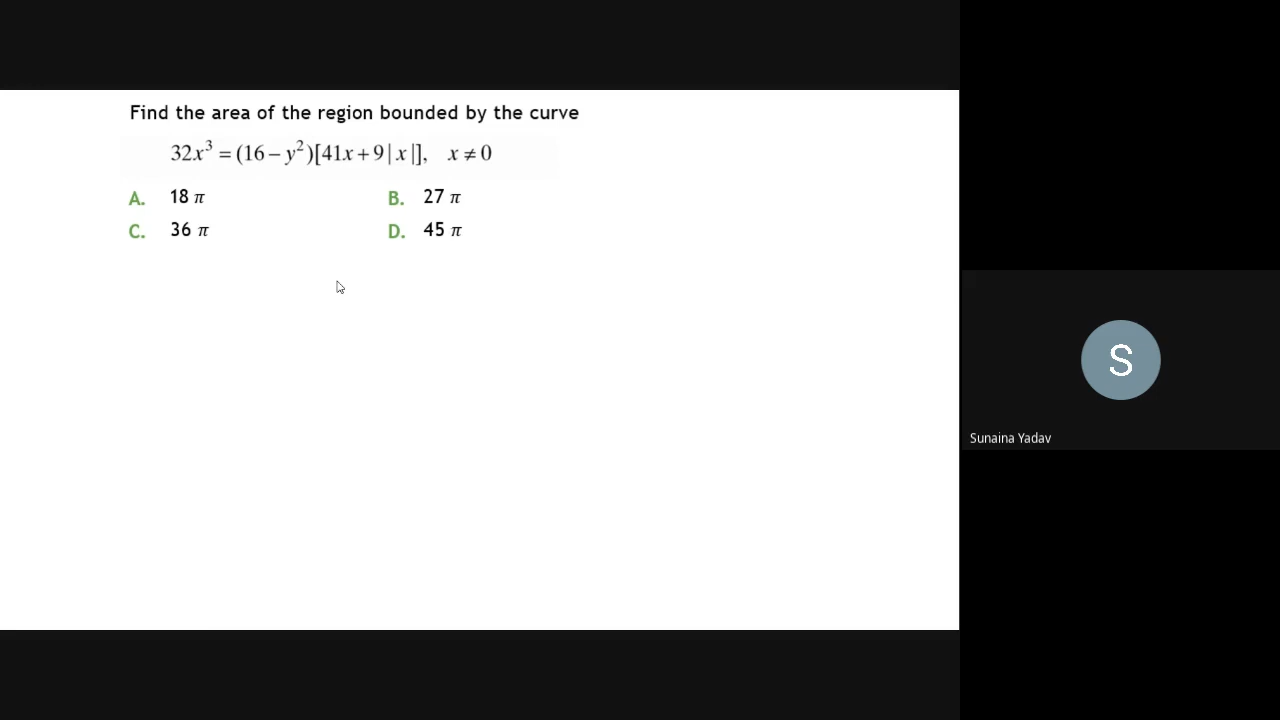 Find the area of the region bounded by the curve
32x³ = (16 – y²)[41x + 9 | x |], x ≠ 0
A. 18 π B. 27 π
C. 36 π D. 45 π
S
Sunaina Yadav